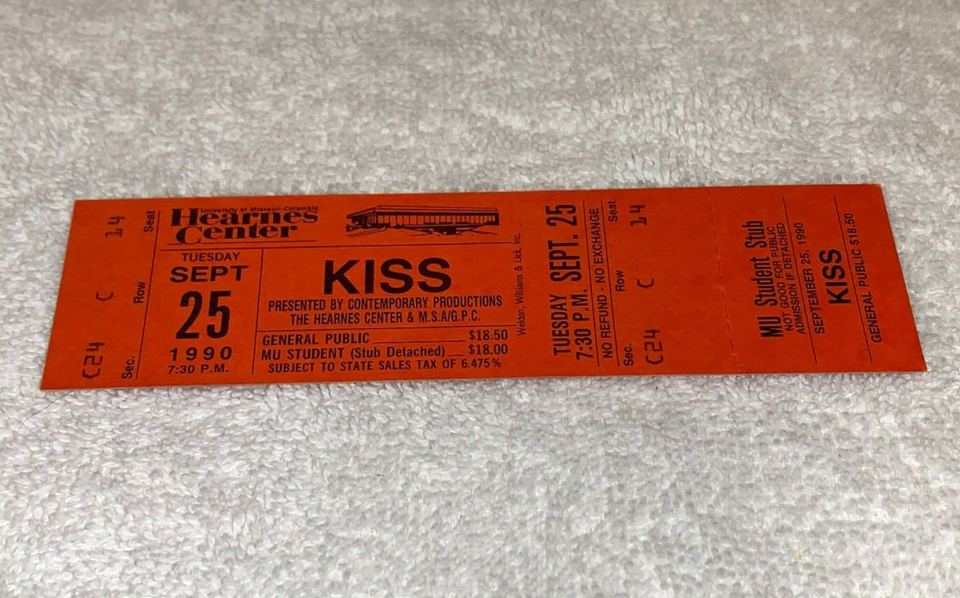 14 Seat
C Row
C24 Sec.
University of Missouri-Columbia
Hearnes
Center
TUESDAY
SEPT
25
1990
7:30 P.M.
KISS
PRESENTED BY CONTEMPORARY PRODUCTIONS
THE HEARNES CENTER & M.S.A/G.P.C.
GENERAL PUBLIC $18.50
MU STUDENT (Stub Detached) $18.00
SUBJECT TO STATE SALES TAX OF 6.475%
Weldon, Williams & Lick, Inc.
TUESDAY SEPT. 25
7:30 P.M.
NO REFUND - NO EXCHANGE
Seat 14
Row C
Sec. C24
MU Student Stub
NOT GOOD FOR PUBLIC
ADMISSION IF DETACHED
SEPTEMBER 25, 1990
KISS
GENERAL PUBLIC $18.50